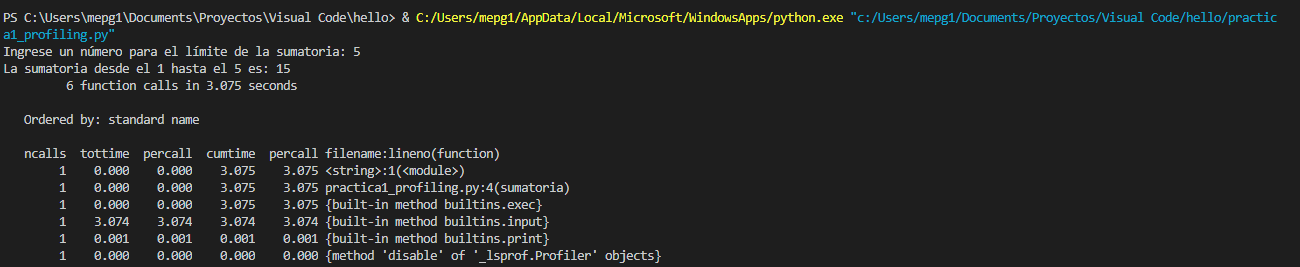 PS C:\Users\mepg1\Documents\Proyectos\Visual Code\hello> & C:/Users/mepg1/AppData/Local/Microsoft/WindowsApps/python.exe "c:/Users/mepg1/Documents/Proyectos/Visual Code/hello/practic
a1_profiling.py"
Ingrese un número para el límite de la sumatoria: 5
La sumatoria desde el 1 hasta el 5 es: 15
         6 function calls in 3.075 seconds

   Ordered by: standard name

   ncalls  tottime  percall  cumtime  percall filename:lineno(function)
        1    0.000    0.000    3.075    3.075 <string>:1(<module>)
        1    0.000    0.000    3.075    3.075 practica1_profiling.py:4(sumatoria)
        1    0.000    0.000    3.075    3.075 {built-in method builtins.exec}
        1    3.074    3.074    3.074    3.074 {built-in method builtins.input}
        1    0.001    0.001    0.001    0.001 {built-in method builtins.print}
        1    0.000    0.000    0.000    0.000 {method 'disable' of '_lsprof.Profiler' objects}